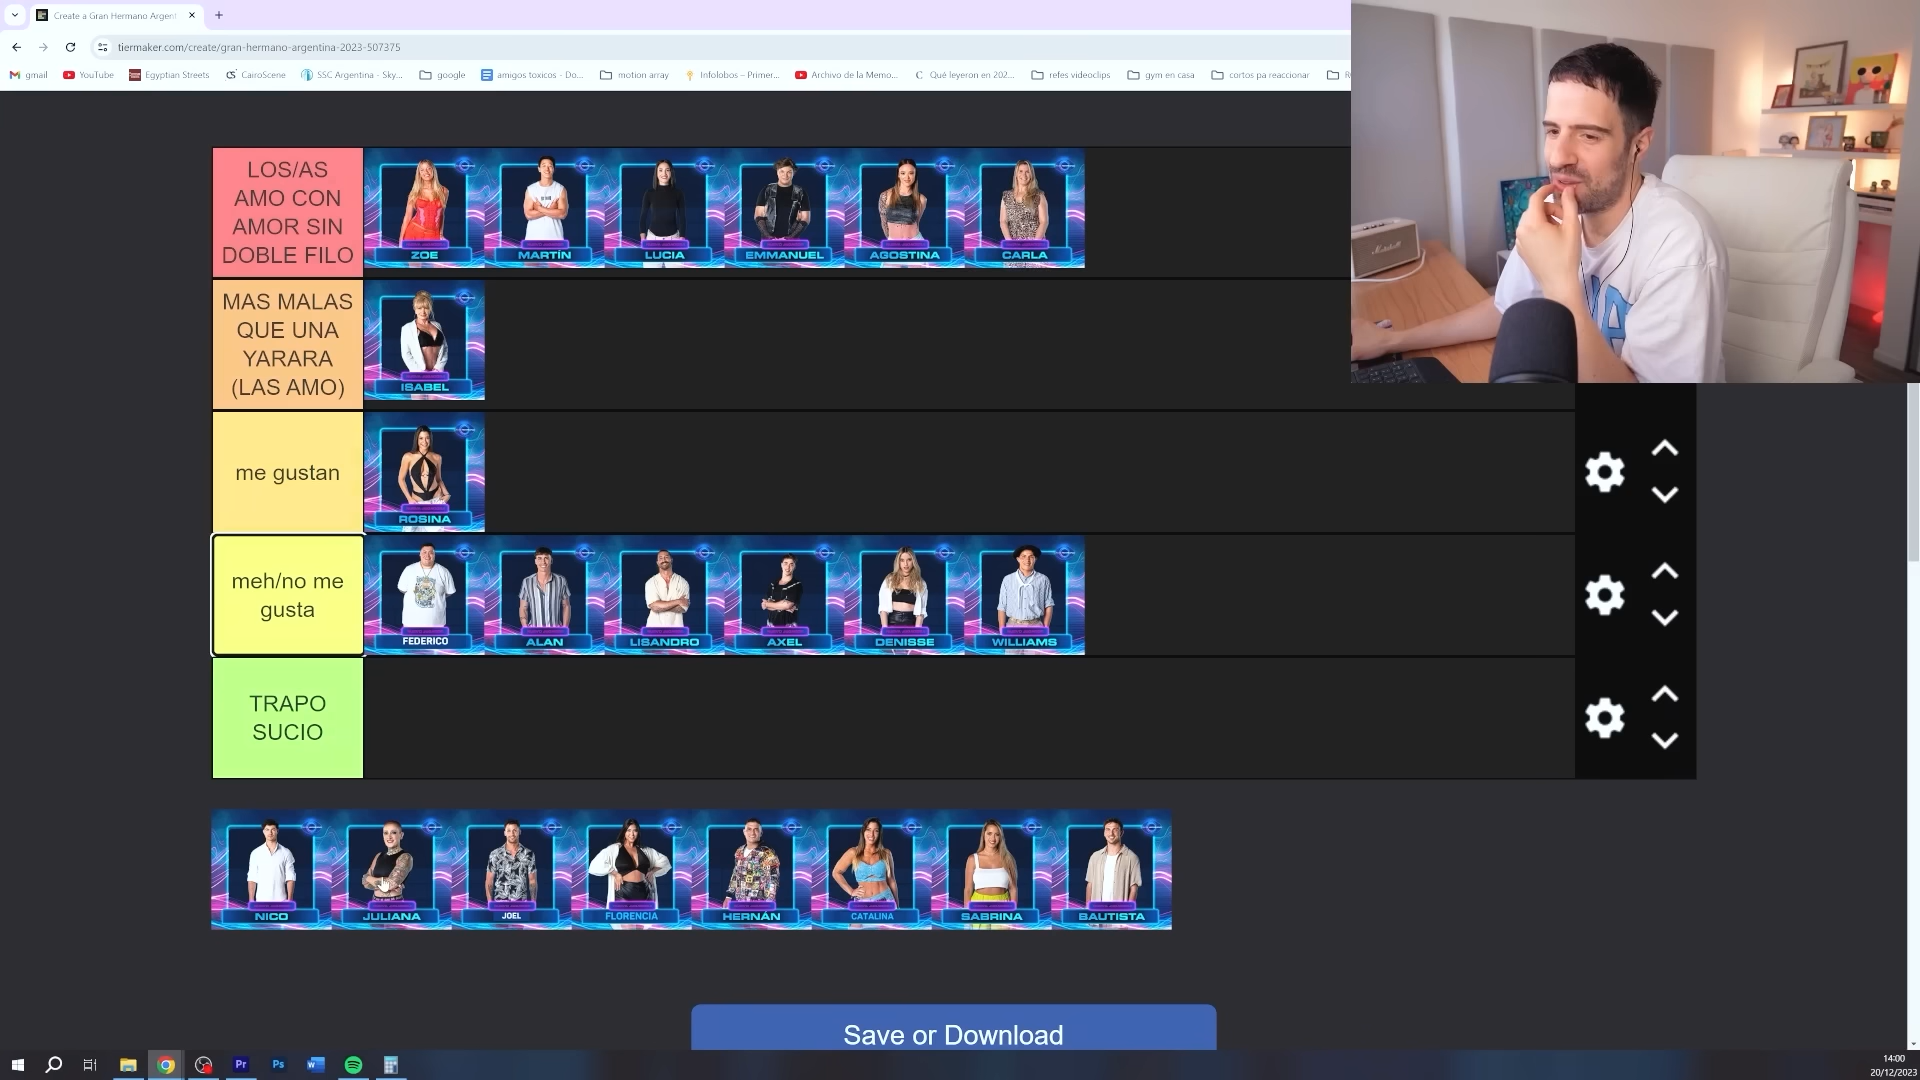 Create a Gran Hermano Argent
tiermaker.com/create/gran-hermano-argentina-2023-507375
gmail
YouTube
Egyptian Streets
CairoScene
SSC Argentina - Sky...
google
amigos toxicos - Do...
motion array
Infolobos – Primer...
Archivo de la Memo...
Qué leyeron en 202...
refes videoclips
gym en casa
cortos pa reaccionar
Marshall
LOS/AS
AMO CON
AMOR SIN
DOBLE FILO
ZOE
MARTÍN
LUCIA
EMMANUEL
AGOSTINA
CARLA
MAS MALAS
QUE UNA
YARARA
(LAS AMO)
ISABEL
me gustan
ROSINA
meh/no me
gusta
FEDERICO
ALAN
LISANDRO
AXEL
DENISSE
WILLIAMS
TRAPO
SUCIO
NICO
JULIANA
JOEL
FLORENCIA
HERNÁN
CATALINA
SABRINA
BAUTISTA
Save or Download
Pr
Ps
14:00
20/12/2023